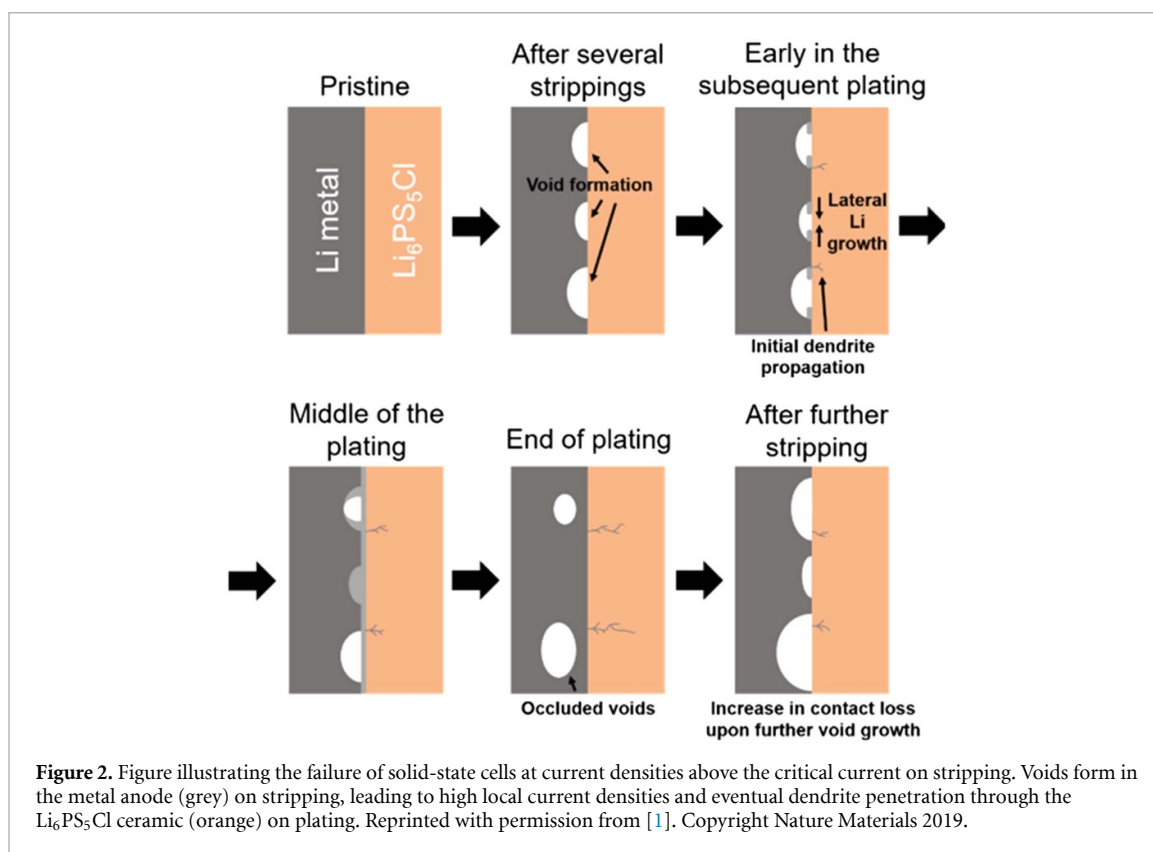 Pristine
After several
strippings
Early in the
subsequent plating
Li metal
Li₆PS₅Cl
Void formation
Lateral
Li
growth
Initial dendrite
propagation
Middle of the
plating
End of plating
After further
stripping
Occluded voids
Increase in contact loss
upon further void growth
Figure 2. Figure illustrating the failure of solid-state cells at current densities above the critical current on stripping. Voids form in
the metal anode (grey) on stripping, leading to high local current densities and eventual dendrite penetration through the
Li₆PS₅Cl ceramic (orange) on plating. Reprinted with permission from [1]. Copyright Nature Materials 2019.